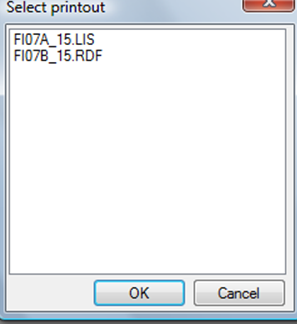 Select printout
FI07A_15.LIS
FI07B_15.RDF
OK
Cancel